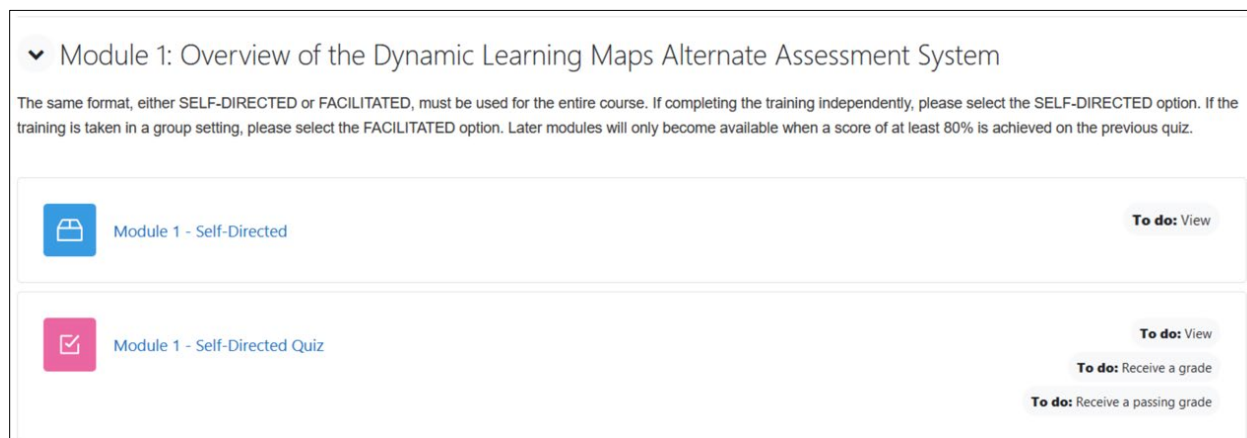 Module 1: Overview of the Dynamic Learning Maps Alternate Assessment System
The same format, either SELF-DIRECTED or FACILITATED, must be used for the entire course. If completing the training independently, please select the SELF-DIRECTED option. If the
training is taken in a group setting, please select the FACILITATED option. Later modules will only become available when a score of at least 80% is achieved on the previous quiz.
Module 1 - Self-Directed
To do: View
Module 1 - Self-Directed Quiz
To do: View
To do: Receive a grade
To do: Receive a passing grade